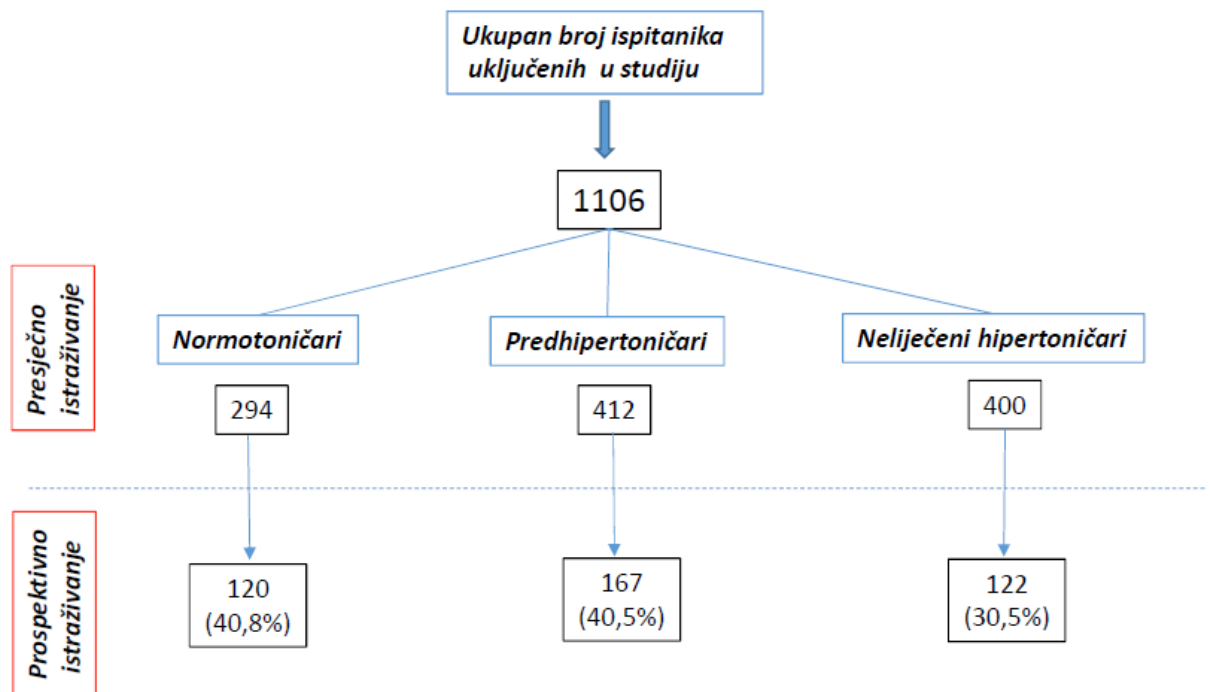 Ukupan broj ispitanika
uključenih u studiju
1106
Presječno
istraživanje
Normotoničari
Predhipertoničari
Neliječeni hipertoničari
294
412
400
Prospektivno
istraživanje
120
(40,8%)
167
(40,5%)
122
(30,5%)